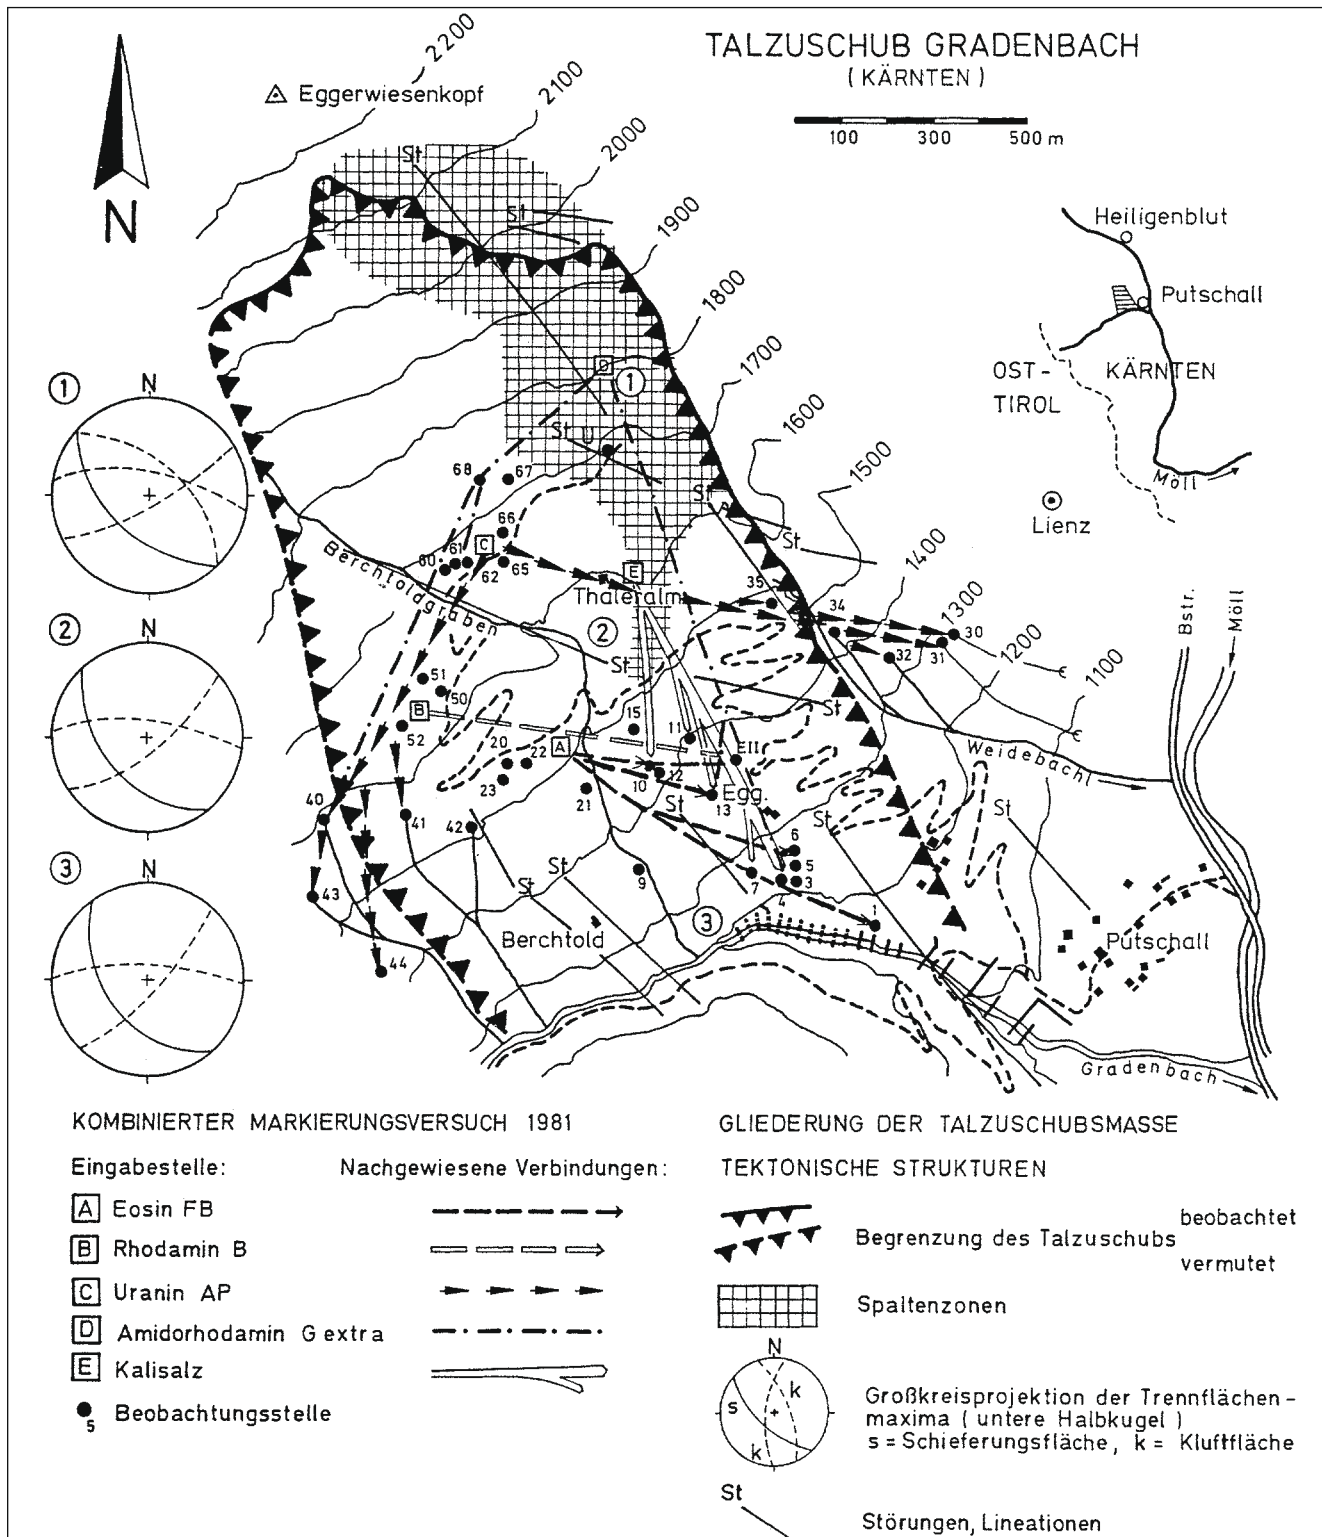 TALZUSCHUB GRADENBACH
( KÄRNTEN )
100 300 500 m
Eggerwiesenkopf
N
2200
2100
2000
1900
1800
1700
1600
1500
1400
1300
1200
1100
Heiligenblut
Putschall
OST-
TIROL
KÄRNTEN
Möll
Lienz
St
St
D
1
St
U
68
67
66
C
61
60
62
65
Berchtoldgraben
E
Thaleralm
St
St
35
34
30
31
32
2
St
St
51
50
B
52
15
11
A
EII
20
22
23
10
12
13
Egg.
21
St
St
40
41
42
43
44
St
St
9
7
6
5
3
4
1
3
Berchtold
Weidebachl
St
Putschall
Bstr.
Möll
Gradenbach
1
N
2
N
3
N
KOMBINIERTER MARKIERUNGSVERSUCH 1981
Eingabestelle:
Nachgewiesene Verbindungen:
A Eosin FB
B Rhodamin B
C Uranin AP
D Amidorhodamin G extra
E Kalisalz
5 Beobachtungsstelle
GLIEDERUNG DER TALZUSCHUBSMASSE
TEKTONISCHE STRUKTUREN
Begrenzung des Talzuschubs
beobachtet
vermutet
Spaltenzonen
N
k
s
k
Großkreisprojektion der Trennflächen-
maxima ( untere Halbkugel )
s = Schieferungsfläche, k = Kluftfläche
St
Störungen, Lineationen